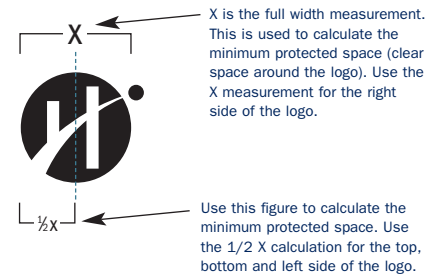 X is the full width measurement.
This is used to calculate the
minimum protected space (clear
space around the logo). Use the
X measurement for the right
side of the logo.
X
H
½x
Use this figure to calculate the
minimum protected space. Use
the 1/2 X calculation for the top,
bottom and left side of the logo.